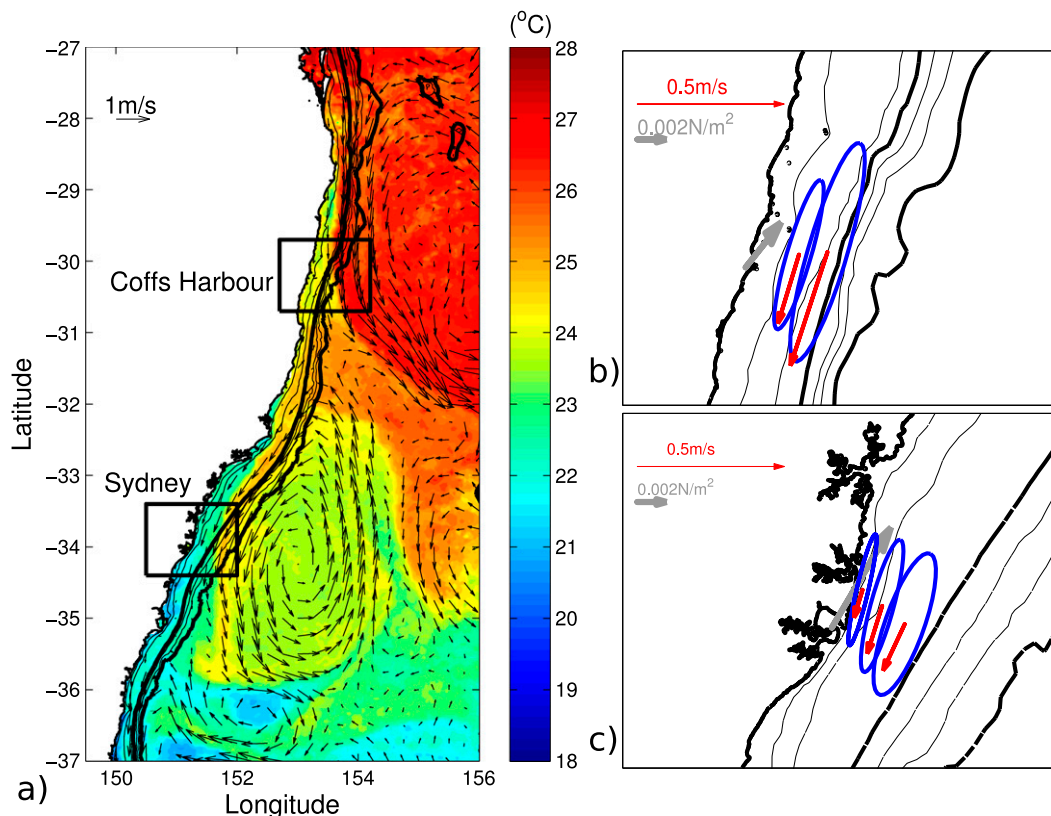 (°C)
-27
-28
-29
-30
-31
-32
-33
-34
-35
-36
-37
Latitude
1m/s
Coffs Harbour
Sydney
150
152
154
156
Longitude
a)
28
27
26
25
24
23
22
21
20
19
18
0.5m/s
0.002N/m²
b)
0.5m/s
0.002N/m²
c)